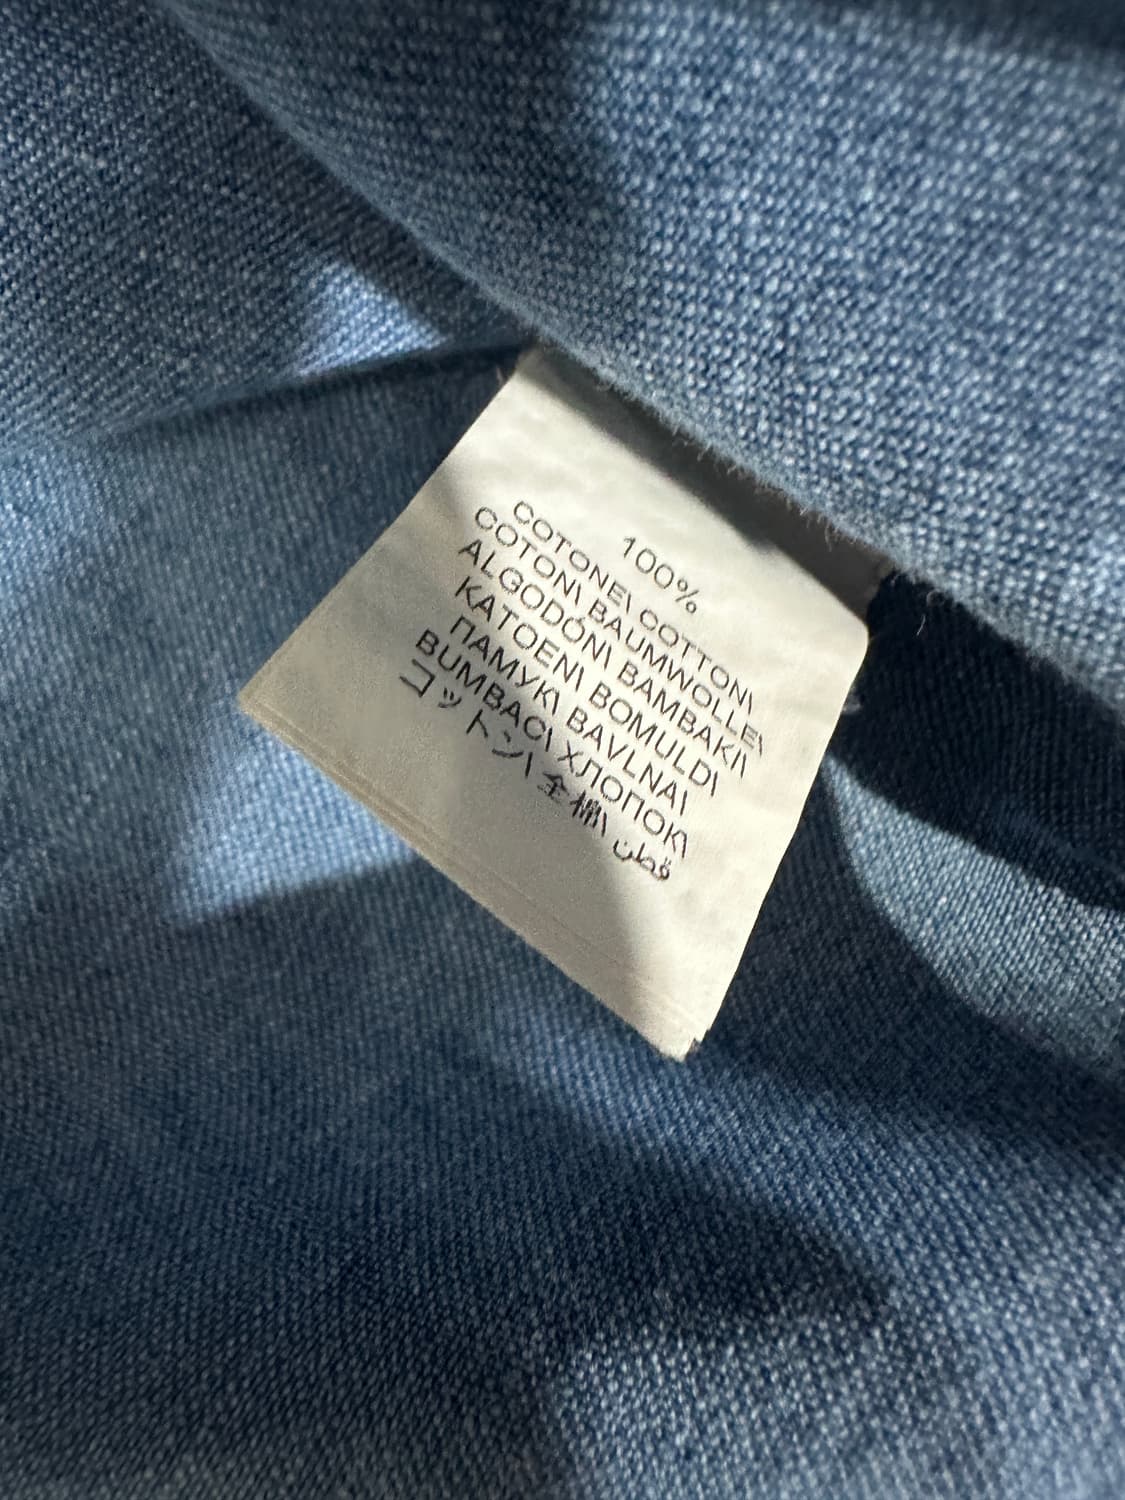 100%
COTONE\ COTTON\
COTON\ BAUMWOLLE\
ALGODÓN\ BAMBAKI\
KATOEN\ BOMULD\
ПАМУК\ BAVLNA\
BUMBAC\ ХЛОПОК\
コットン\ 全棉\ قطن